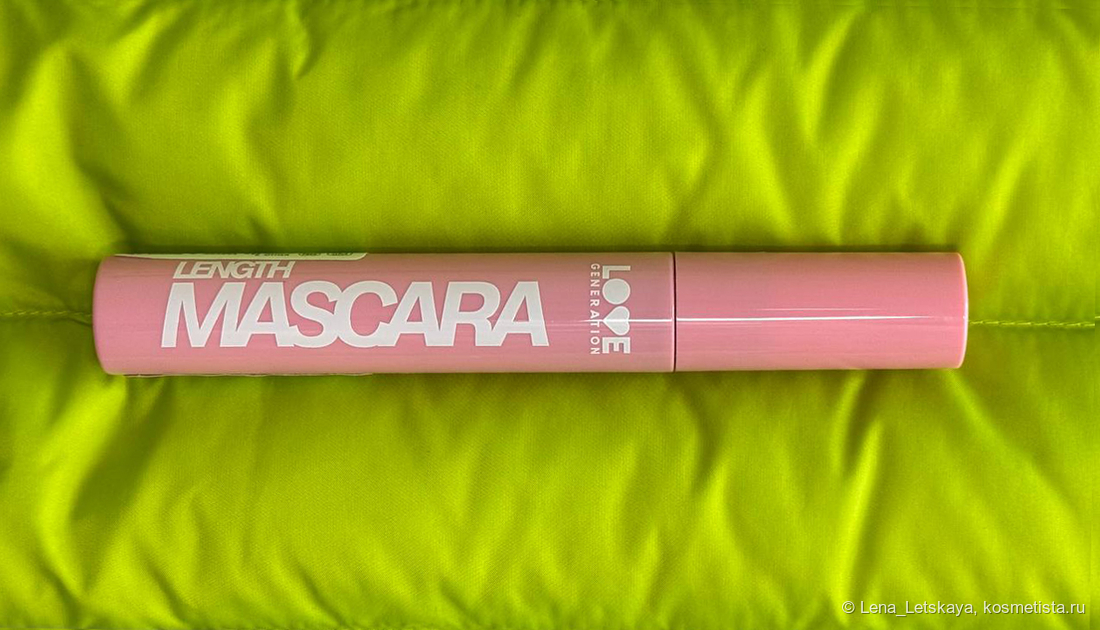 LENGTH
MASCARA
LOVE
GENERATION
© Lena_Letskaya, kosmetista.ru